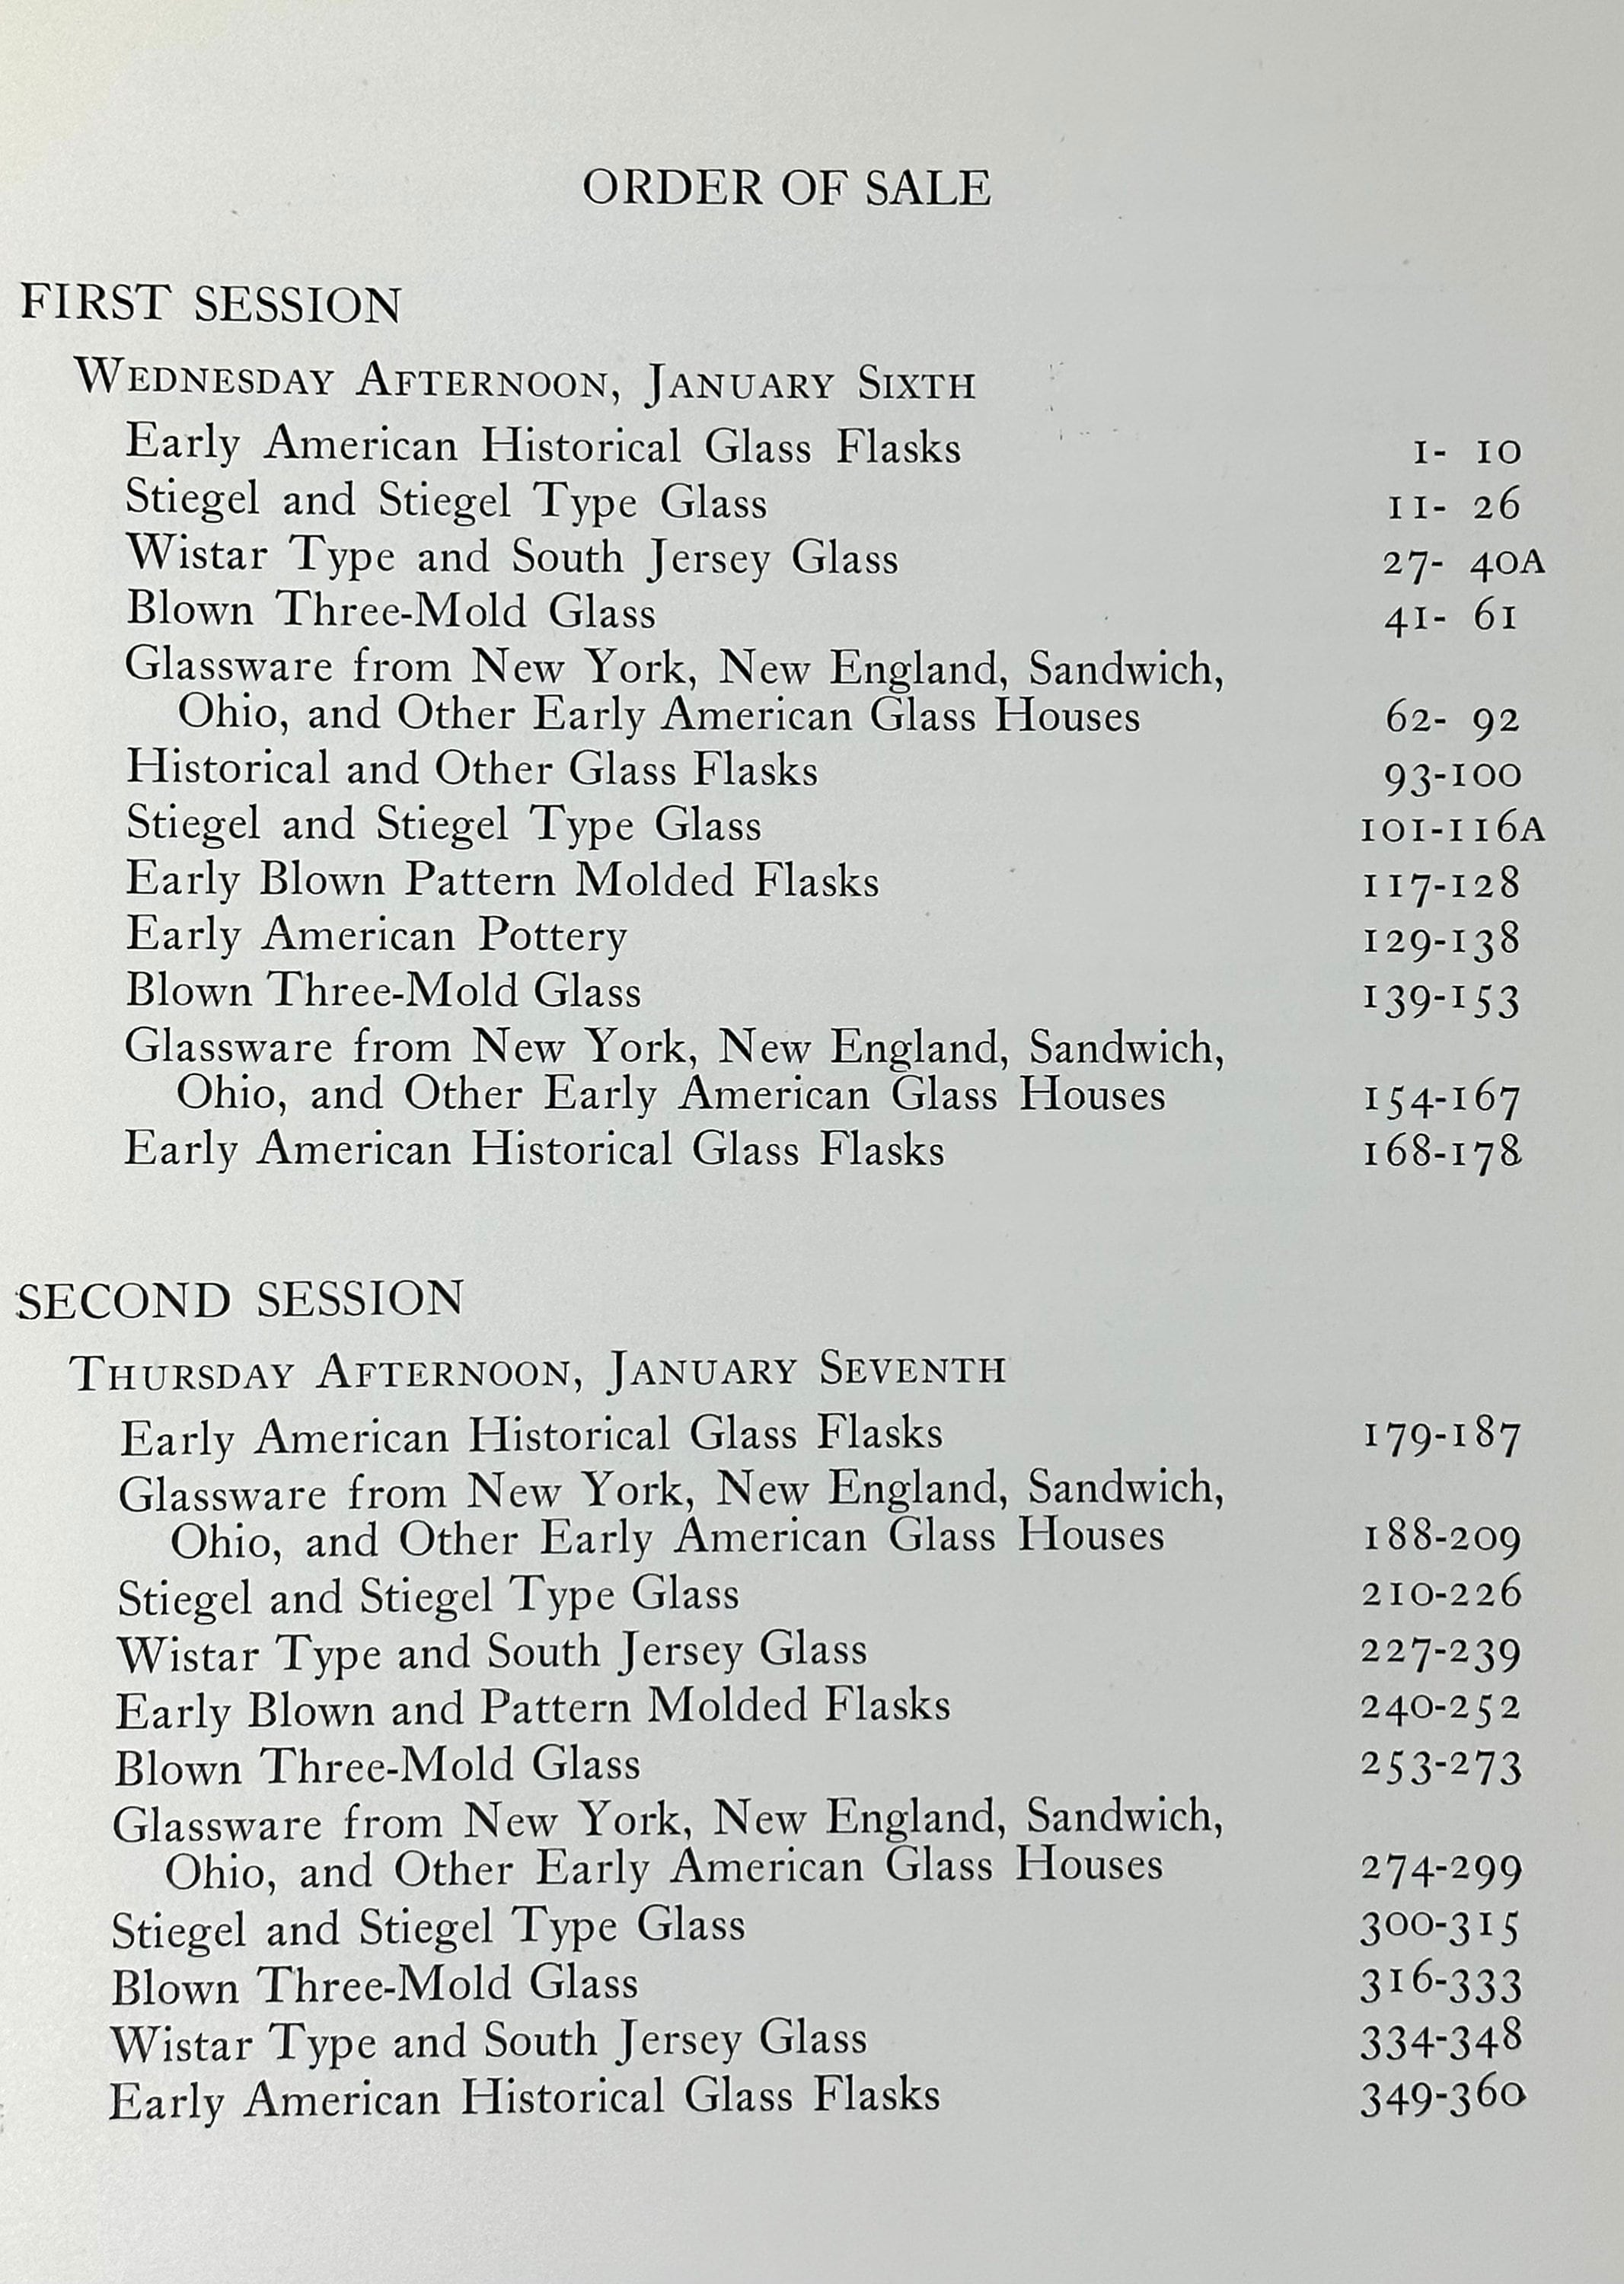 ORDER OF SALE
FIRST SESSION
Wednesday Afternoon, January Sixth
Early American Historical Glass Flasks 1- 10
Stiegel and Stiegel Type Glass 11- 26
Wistar Type and South Jersey Glass 27- 40A
Blown Three-Mold Glass 41- 61
Glassware from New York, New England, Sandwich,
Ohio, and Other Early American Glass Houses 62- 92
Historical and Other Glass Flasks 93-100
Stiegel and Stiegel Type Glass 101-116A
Early Blown Pattern Molded Flasks 117-128
Early American Pottery 129-138
Blown Three-Mold Glass 139-153
Glassware from New York, New England, Sandwich,
Ohio, and Other Early American Glass Houses 154-167
Early American Historical Glass Flasks 168-178
SECOND SESSION
Thursday Afternoon, January Seventh
Early American Historical Glass Flasks 179-187
Glassware from New York, New England, Sandwich,
Ohio, and Other Early American Glass Houses 188-209
Stiegel and Stiegel Type Glass 210-226
Wistar Type and South Jersey Glass 227-239
Early Blown and Pattern Molded Flasks 240-252
Blown Three-Mold Glass 253-273
Glassware from New York, New England, Sandwich,
Ohio, and Other Early American Glass Houses 274-299
Stiegel and Stiegel Type Glass 300-315
Blown Three-Mold Glass 316-333
Wistar Type and South Jersey Glass 334-348
Early American Historical Glass Flasks 349-360